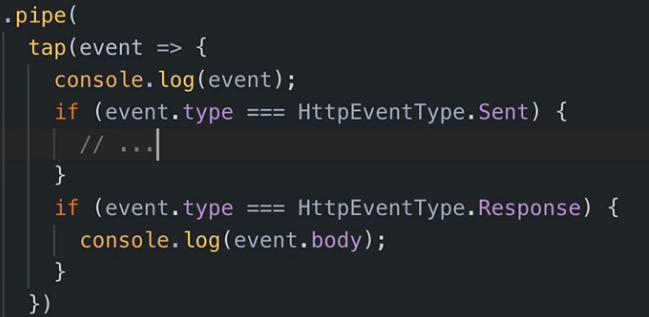 .pipe(
tap(event => {
console.log(event);
if (event.type === HttpEventType.Sent) {
// ...
}
if (event.type === HttpEventType.Response) {
console.log(event.body);
}
})